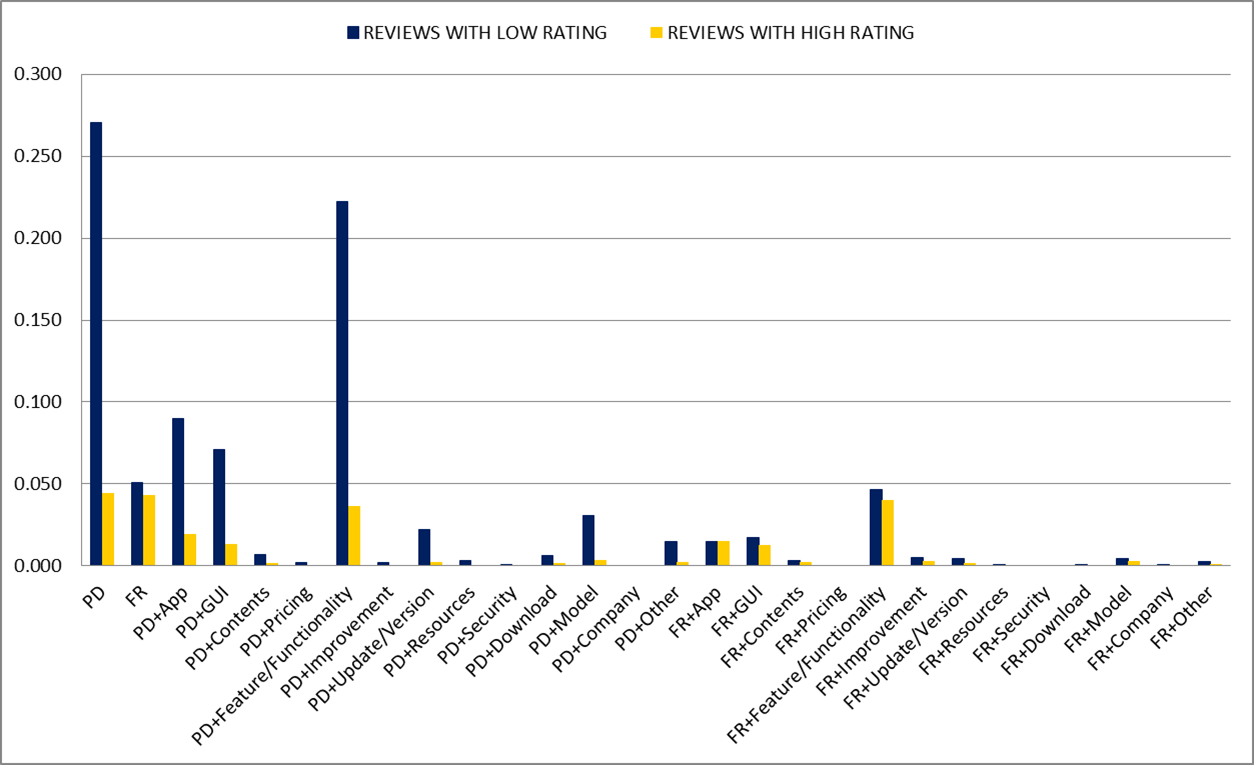 REVIEWS WITH LOW RATING
REVIEWS WITH HIGH RATING
0.300
0.250
0.200
0.150
0.100
0.050
0.000
PD
FR
PD+App
PD+GUI
PD+Contents
PD+Pricing
PD+Feature/Functionality
PD+Improvement
PD+Update/Version
PD+Resources
PD+Security
PD+Download
PD+Model
PD+Company
PD+Other
FR+App
FR+GUI
FR+Contents
FR+Pricing
FR+Feature/Functionality
FR+Improvement
FR+Update/Version
FR+Resources
FR+Security
FR+Download
FR+Model
FR+Company
FR+Other